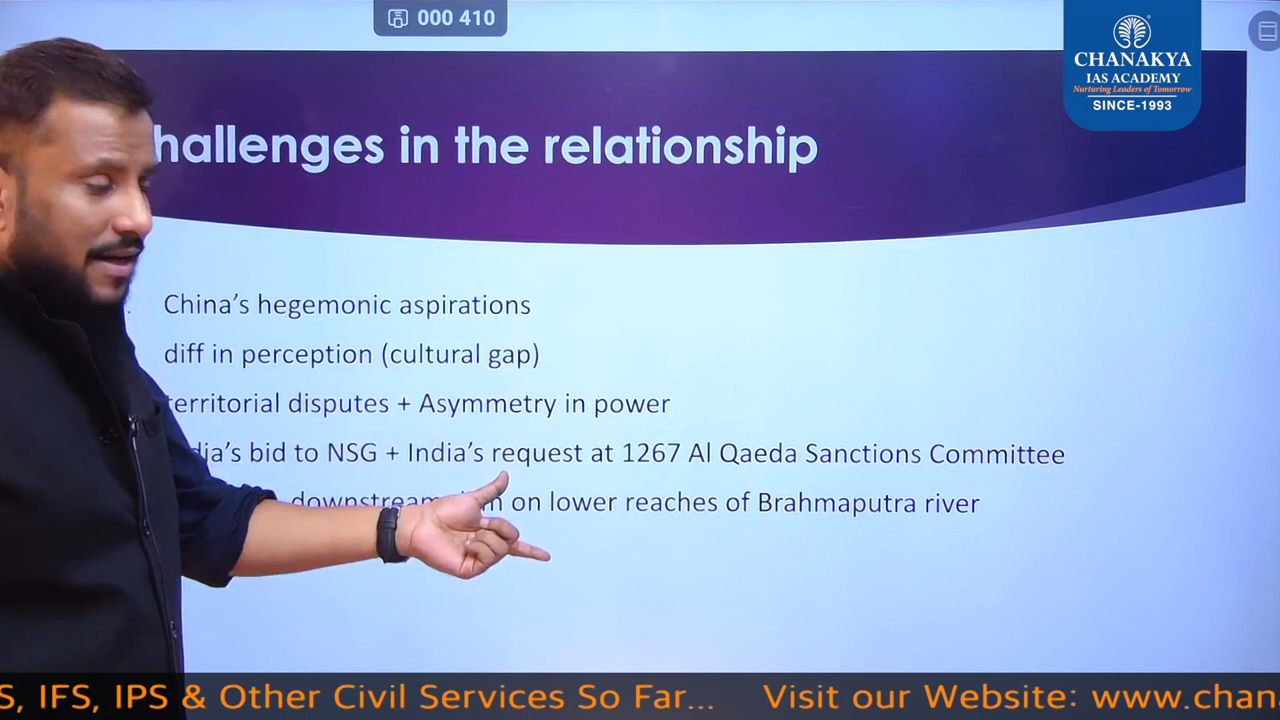 000 410
CHANAKYA
IAS ACADEMY
Nurturing Leaders of Tomorrow
SINCE-1993
hallenges in the relationship
China's hegemonic aspirations
diff in perception (cultural gap)
territorial disputes + Asymmetry in power
dia's bid to NSG + India's request at 1267 Al Qaeda Sanctions Committee
downstream on lower reaches of Brahmaputra river
S, IFS, IPS & Other Civil Services So Far... Visit our Website: www.chan